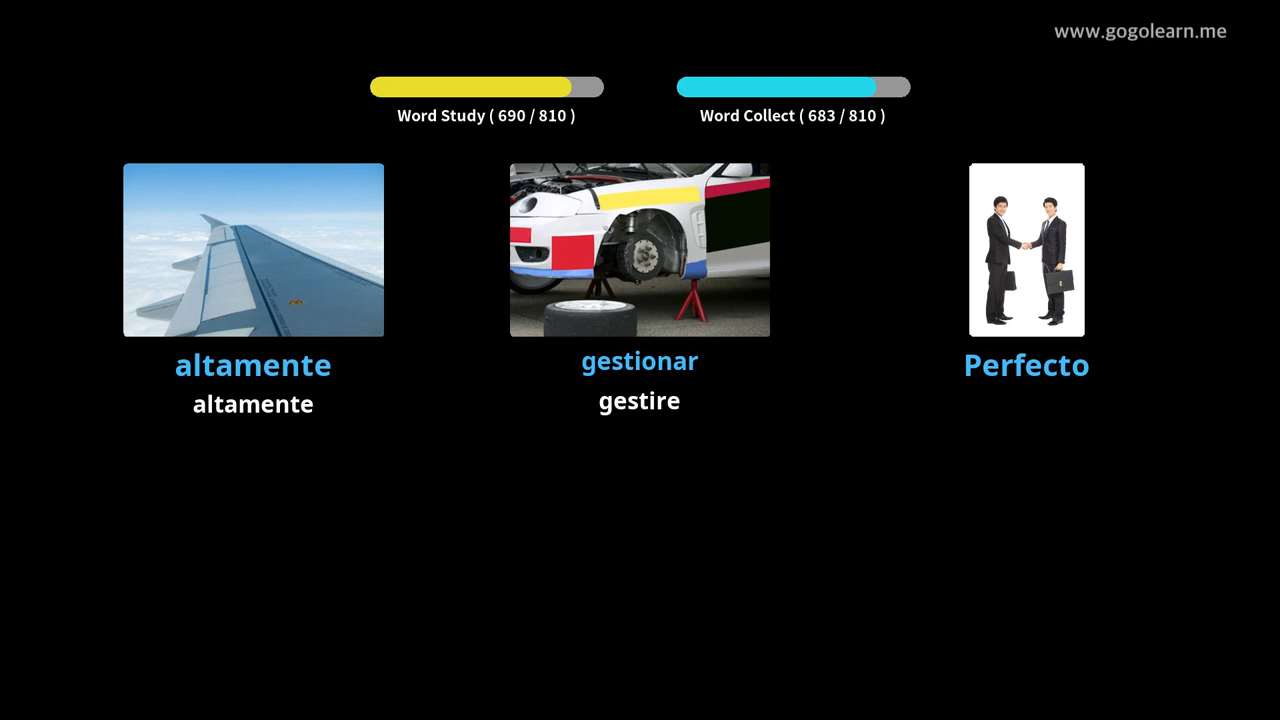 www.gogolearn.me
Word Study ( 690 / 810 )
Word Collect ( 683 / 810 )
altamente
altamente
gestionar
gestire
Perfecto